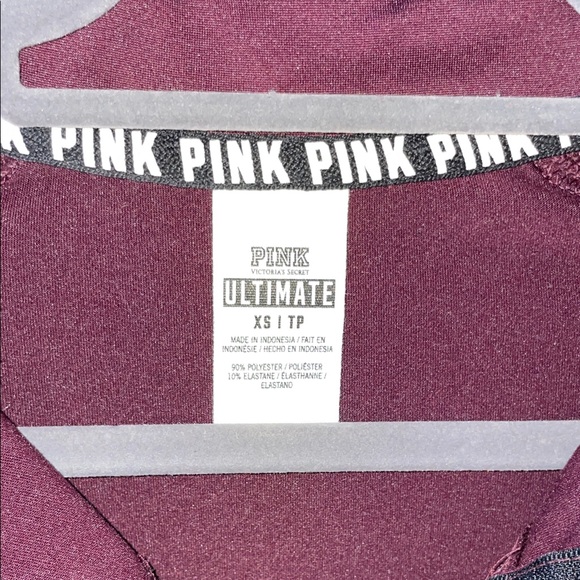 K PINK PINK PINK PINK
PINK
VICTORIA'S SECRET
ULTIMATE
XS | TP
MADE IN INDONESIA / FAIT EN
INDONÉSIE / HECHO EN INDONESIA
90% POLYESTER / POLIÉSTER
10% ELASTANE / ÉLASTHANNE /
ELASTANO